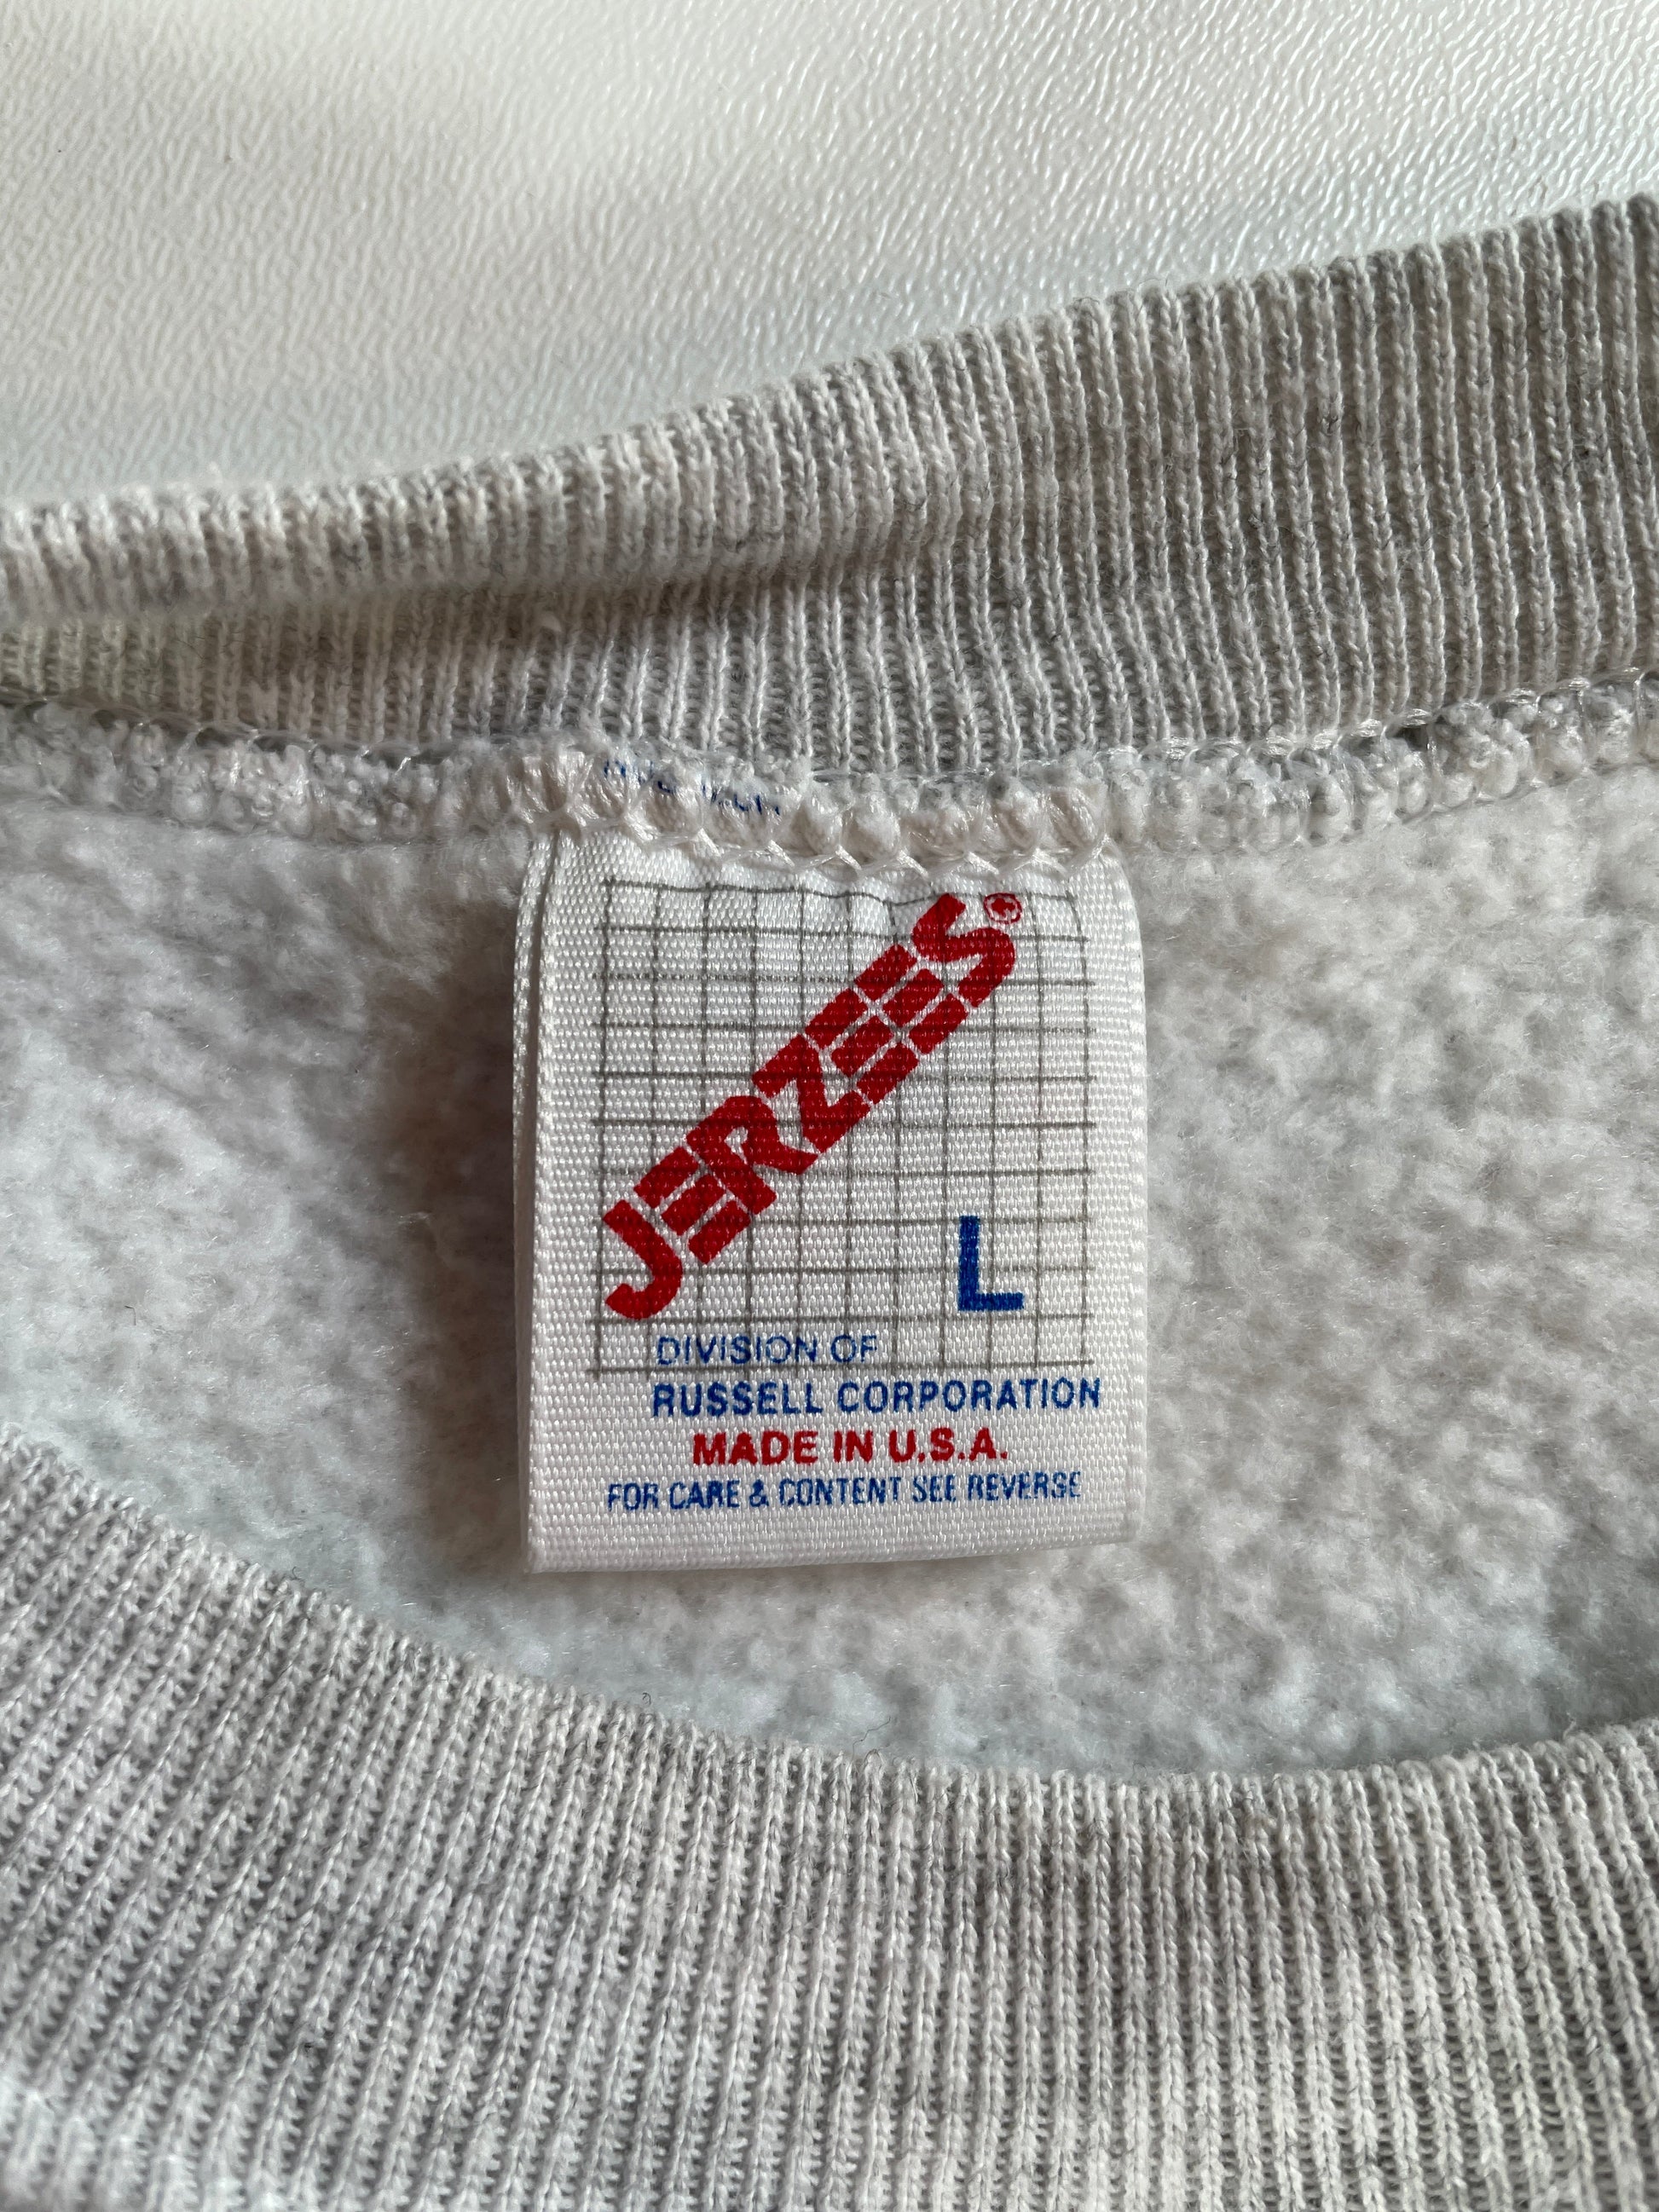 JERZEES®
L
DIVISION OF
RUSSELL CORPORATION
MADE IN U.S.A.
FOR CARE & CONTENT SEE REVERSE